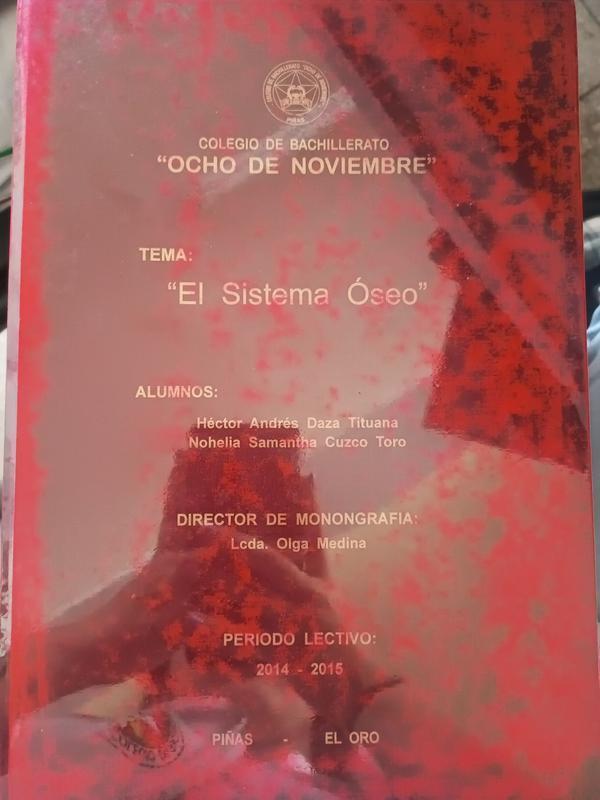 PIÑAS
COLEGIO DE BACHILLERATO
“OCHO DE NOVIEMBRE”
TEMA:
“El Sistema Óseo”
ALUMNOS:
Héctor Andrés Daza Tituana
Nohelia Samantha Cuzco Toro
DIRECTOR DE MONONGRAFIA:
Lcda. Olga Medina
PERIODO LECTIVO:
2014 - 2015
PIÑAS - EL ORO